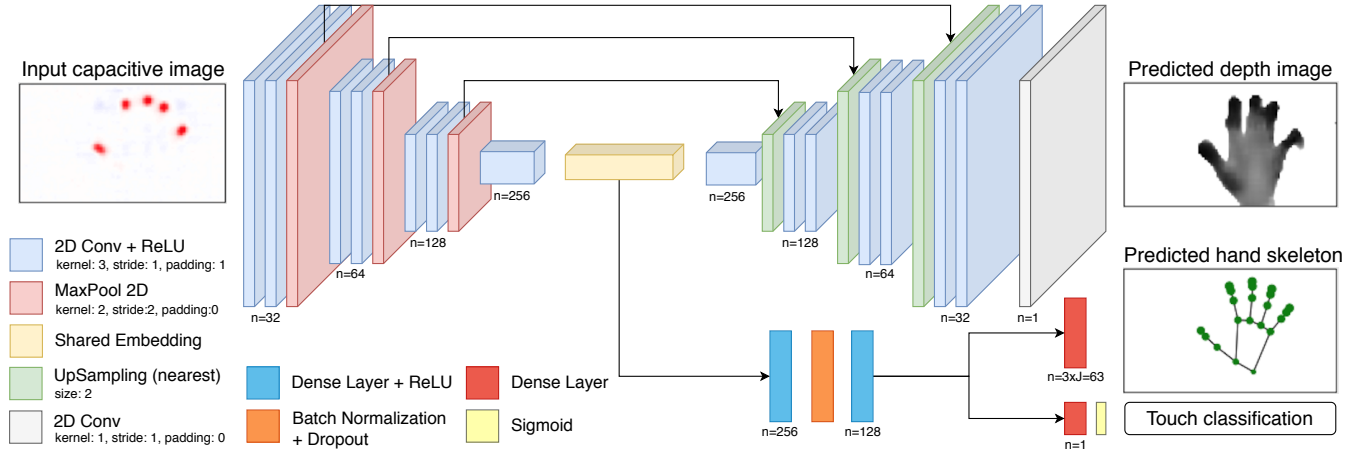 Input capacitive image
2D Conv + ReLU
kernel: 3, stride: 1, padding: 1
MaxPool 2D
kernel: 2, stride:2, padding:0
Shared Embedding
UpSampling (nearest)
size: 2
2D Conv
kernel: 1, stride: 1, padding: 0
Dense Layer + ReLU
Batch Normalization
+ Dropout
Dense Layer
Sigmoid
n=32
n=64
n=128
n=256
n=256
n=128
n=64
n=32
n=1
n=256
n=128
n=3xJ=63
n=1
Predicted depth image
Predicted hand skeleton
Touch classification